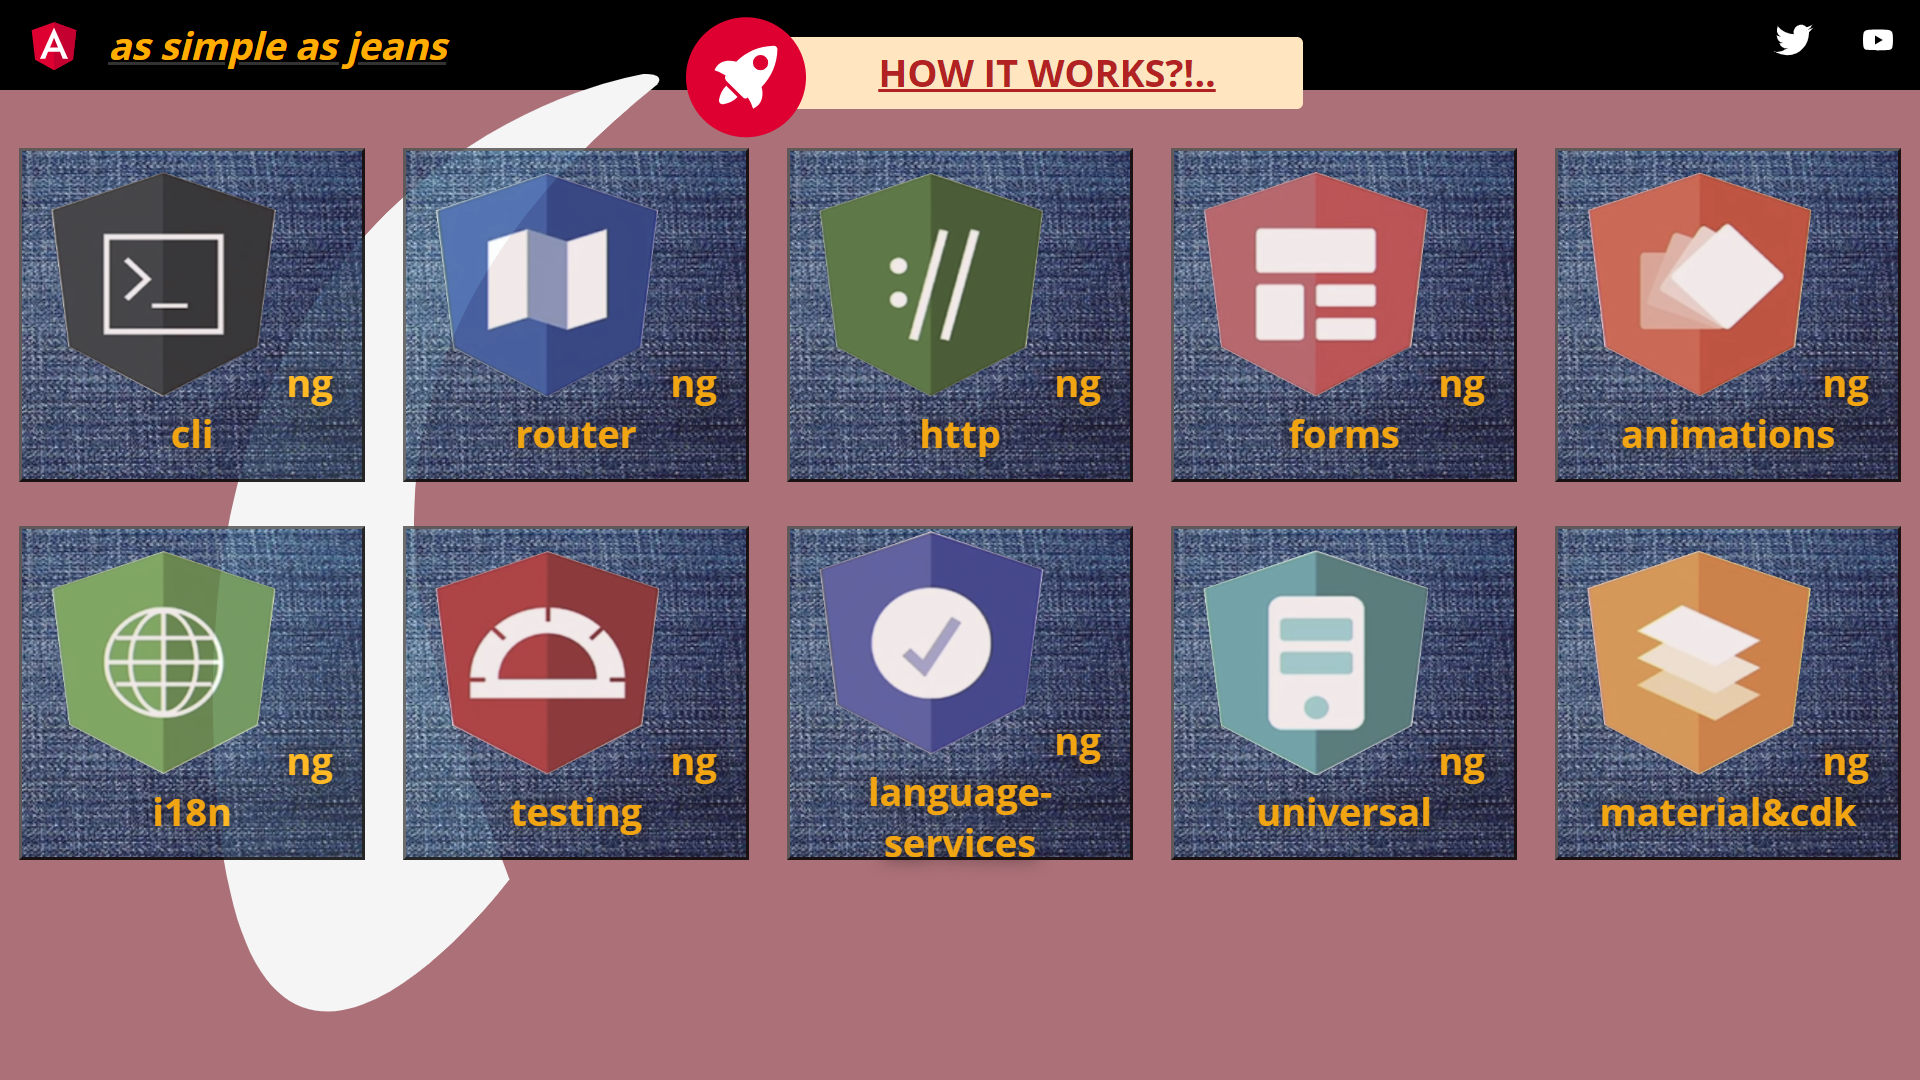 as simple as jeans
HOW IT WORKS?!..
ng
cli
ng
router
ng
http
ng
forms
ng
animations
ng
i18n
ng
testing
ng
language-
services
ng
universal
ng
material&cdk